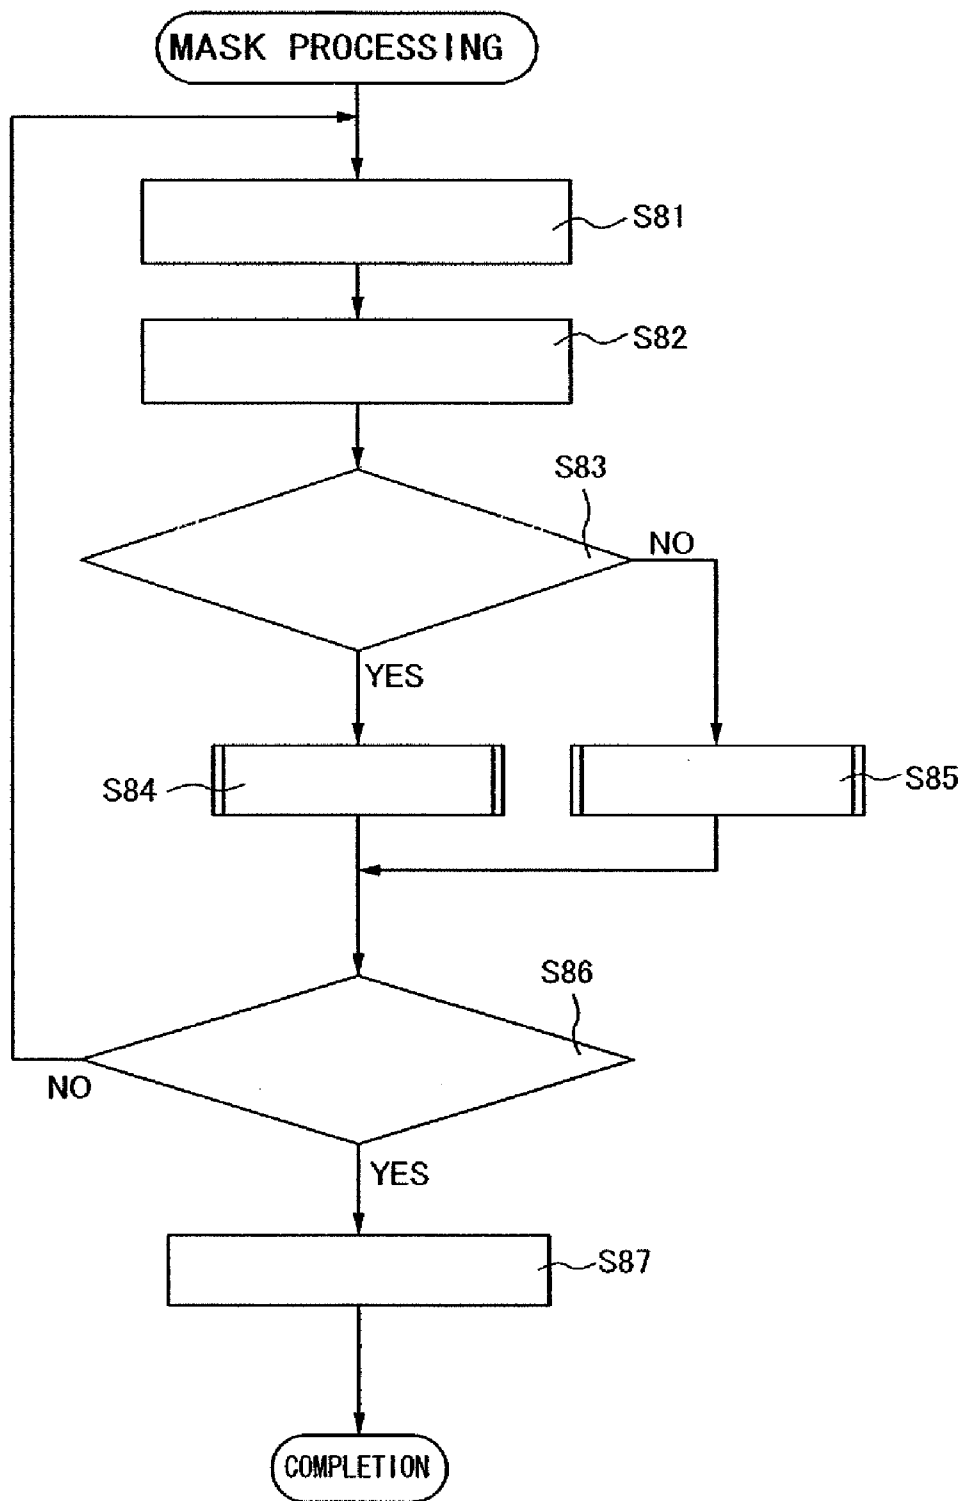 MASK PROCESSING
S81
S82
S83
NO
YES
S84
S85
S86
NO
YES
S87
COMPLETION